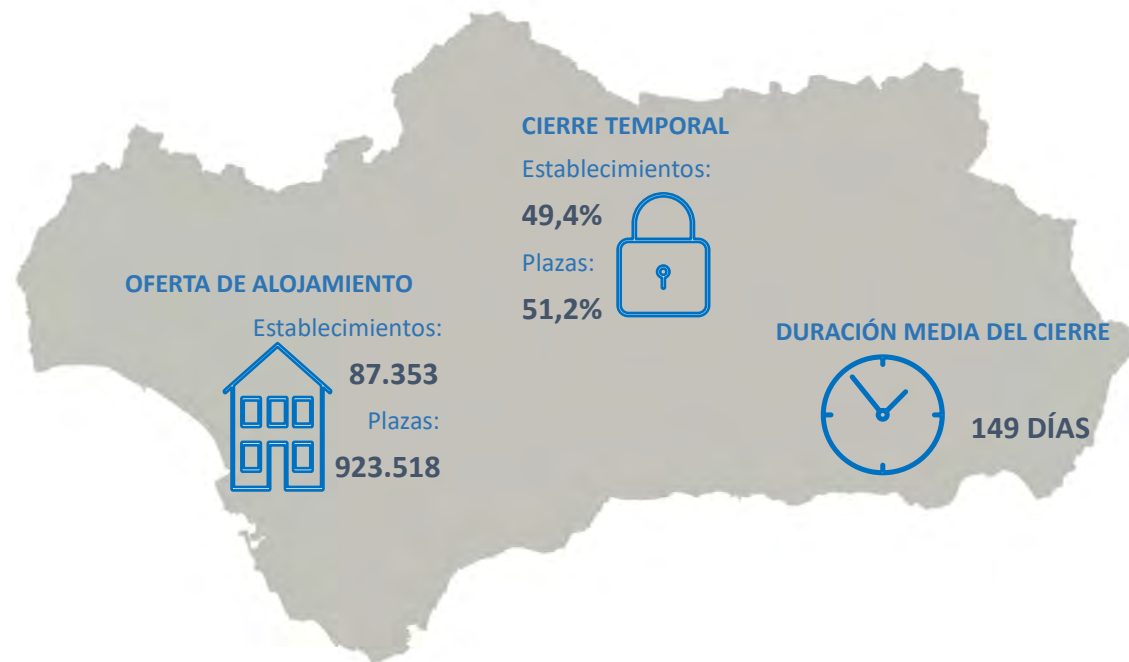 CIERRE TEMPORAL
Establecimientos:
49,4%
Plazas:
51,2%
OFERTA DE ALOJAMIENTO
Establecimientos:
87.353
Plazas:
923.518
DURACIÓN MEDIA DEL CIERRE
149 DÍAS